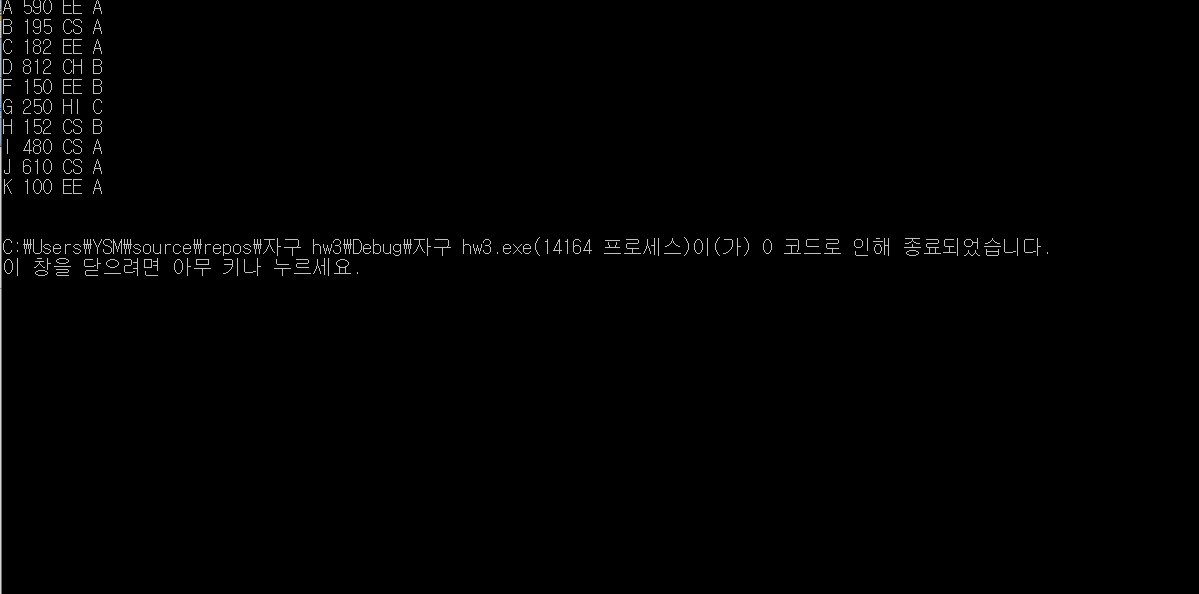 A 590 EE A
B 195 CS A
C 182 EE A
D 812 CH B
F 150 EE B
G 250 HI C
H 152 CS B
I 480 CS A
J 610 CS A
K 100 EE A
C:₩Users₩YSM₩source₩repos₩자구 hw3₩Debug₩자구 hw3.exe(14164 프로세스)이(가) 0 코드로 인해 종료되었습니다.
이 창을 닫으려면 아무 키나 누르세요.